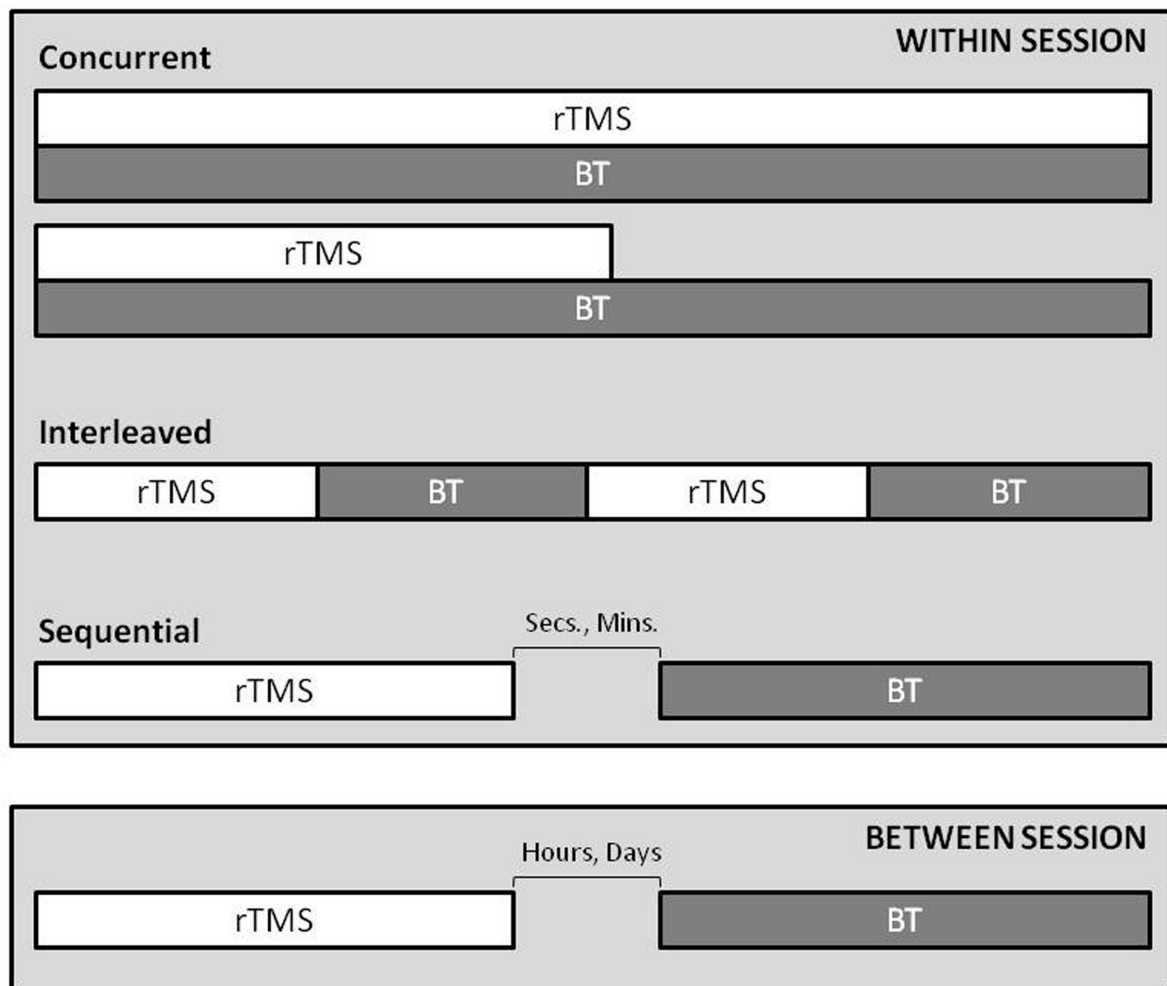 WITHIN SESSION
Concurrent
rTMS
BT
rTMS
BT
Interleaved
rTMS BT rTMS BT
Sequential
Secs., Mins.
rTMS BT
BETWEEN SESSION
Hours, Days
rTMS BT